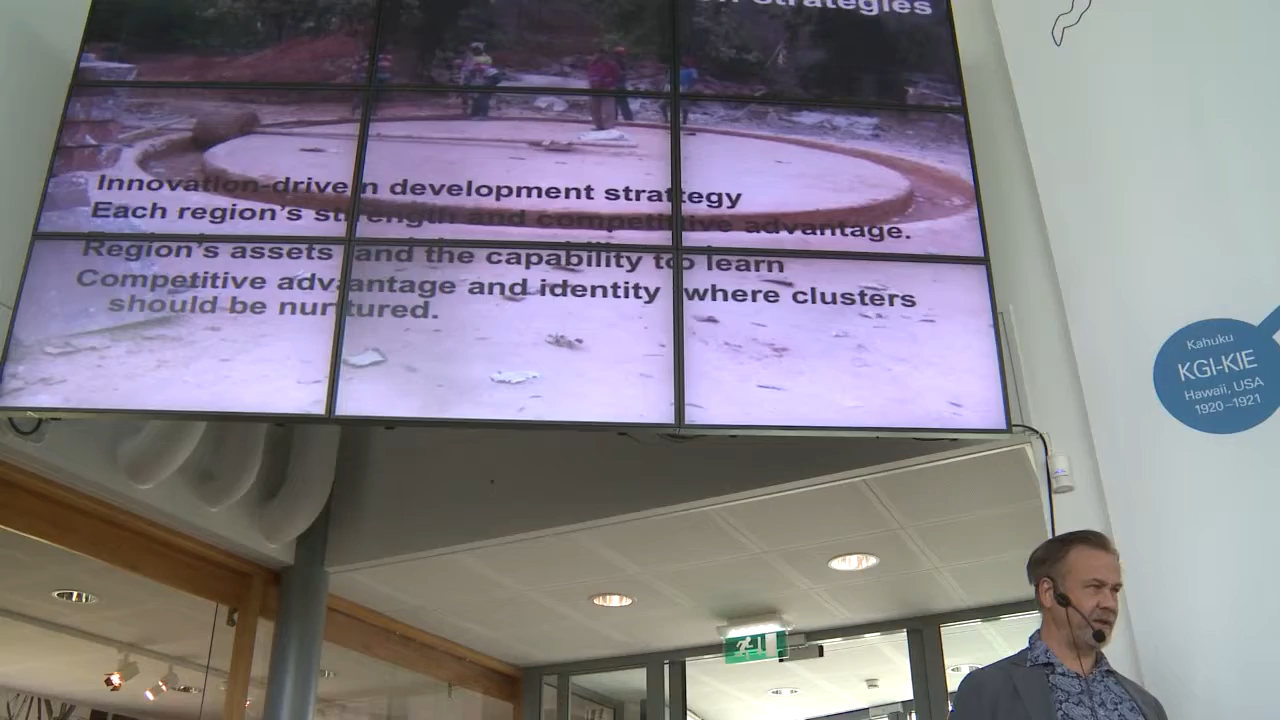 strategies
Innovation-driven development strategy
Each region's strength and competitive advantage.
Region's assets and the capability to learn
Competitive advantage and identity where clusters
should be nurtured.
Kahuku
KGI-KIE
Hawaii, USA
1920–1921